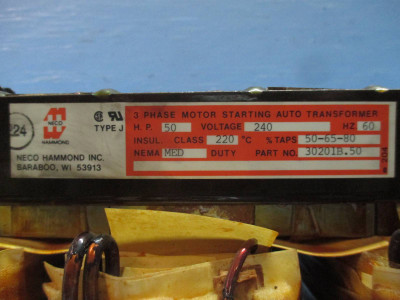 24
NECO
HAMMOND
TYPE J
NECO HAMMOND INC.
BARABOO, WI 53913
3 PHASE MOTOR STARTING AUTO TRANSFORMER
H.P. 50 VOLTAGE 240 HZ. 60
INSUL. CLASS 220 °C % TAPS 50-65-80
NEMA MED DUTY PART NO. 30201B.50
204